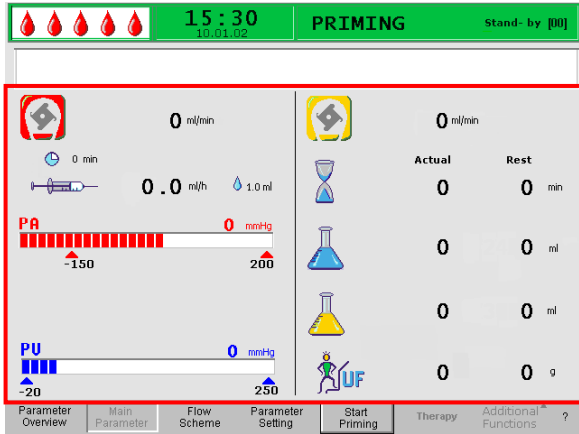 15:30 PRIMING Stand- by [00]
10.01.02
0 ml/min
0 min
0.0 ml/h 1.0 ml
PA 0 mmHg
-150 200
PV 0 mmHg
-20 250
0 ml/min
Actual Rest
0 0 min
0 0 ml
0 0 ml
UF 0 0 g
Parameter Overview
Main Parameter
Flow Scheme
Parameter Setting
Start Priming
Therapy
Additional Functions
?